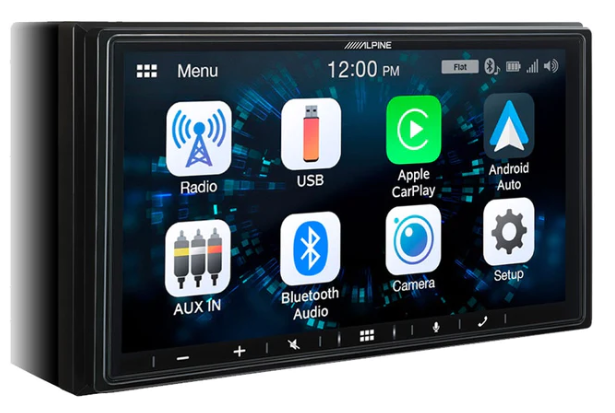 ALPINE
Menu
12:00 PM
Flat
Radio
USB
Apple
CarPlay
Android
Auto
AUX IN
Bluetooth
Audio
Camera
Setup